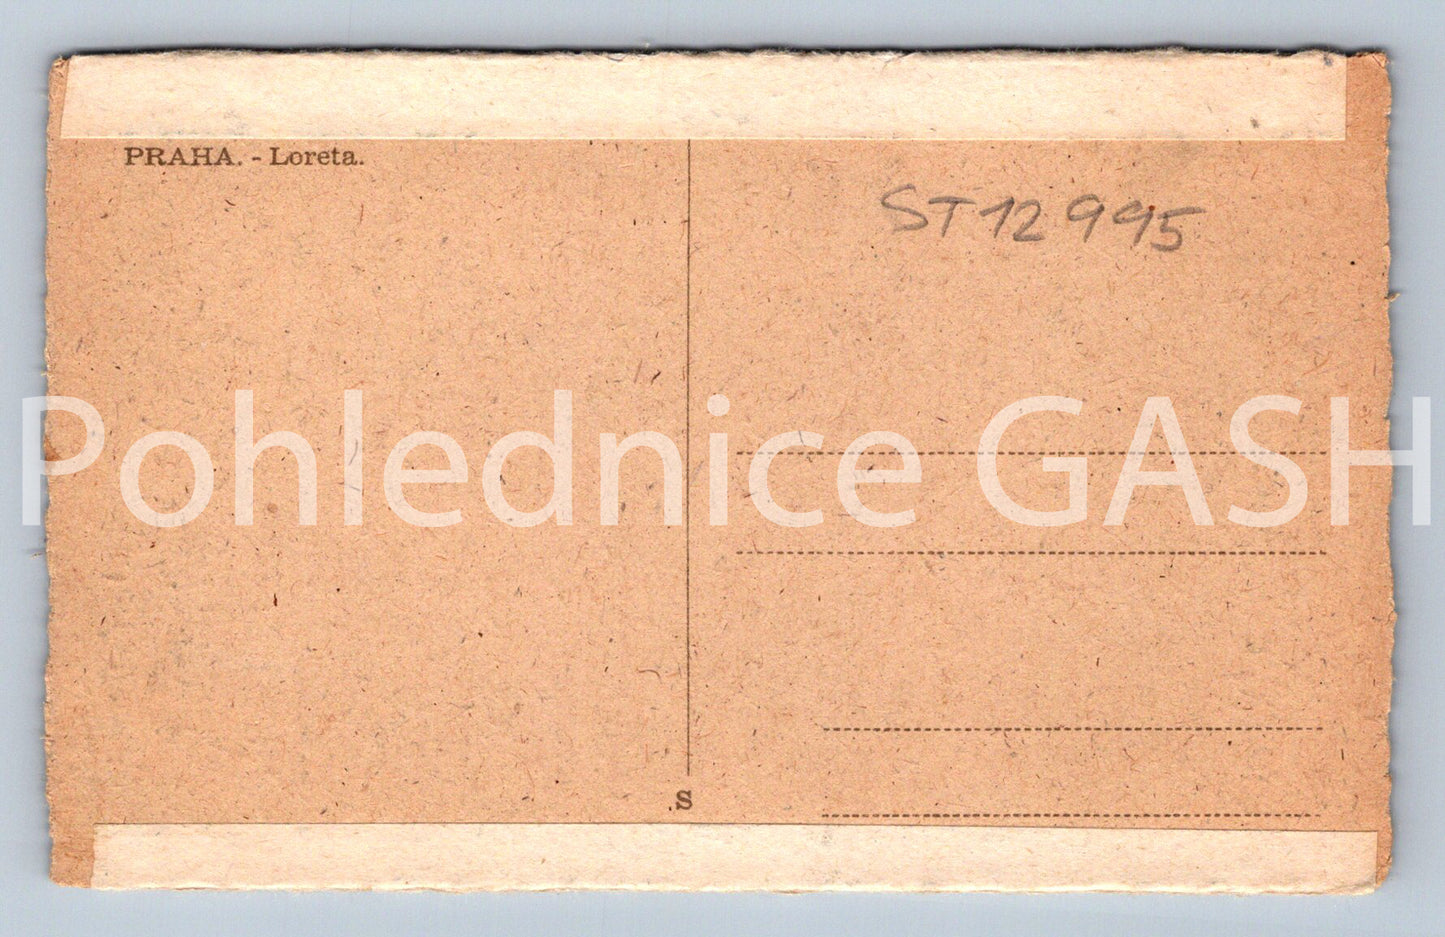 PRAHA. - Loreta.
ST12995
Pohlednice GASH
.S